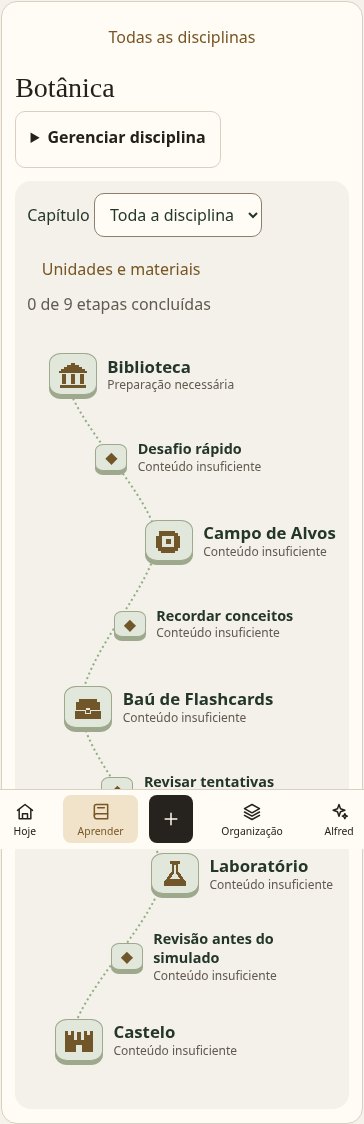 Todas as disciplinas
Botânica
▶ Gerenciar disciplina
Capítulo Toda a disciplina
Unidades e materiais
0 de 9 etapas concluídas
Biblioteca
Preparação necessária
Desafio rápido
Conteúdo insuficiente
Campo de Alvos
Conteúdo insuficiente
Recordar conceitos
Conteúdo insuficiente
Baú de Flashcards
Conteúdo insuficiente
Revisar tentativas
Hoje
Aprender
+
Organização
Alfred
Laboratório
Conteúdo insuficiente
Revisão antes do
simulado
Conteúdo insuficiente
Castelo
Conteúdo insuficiente